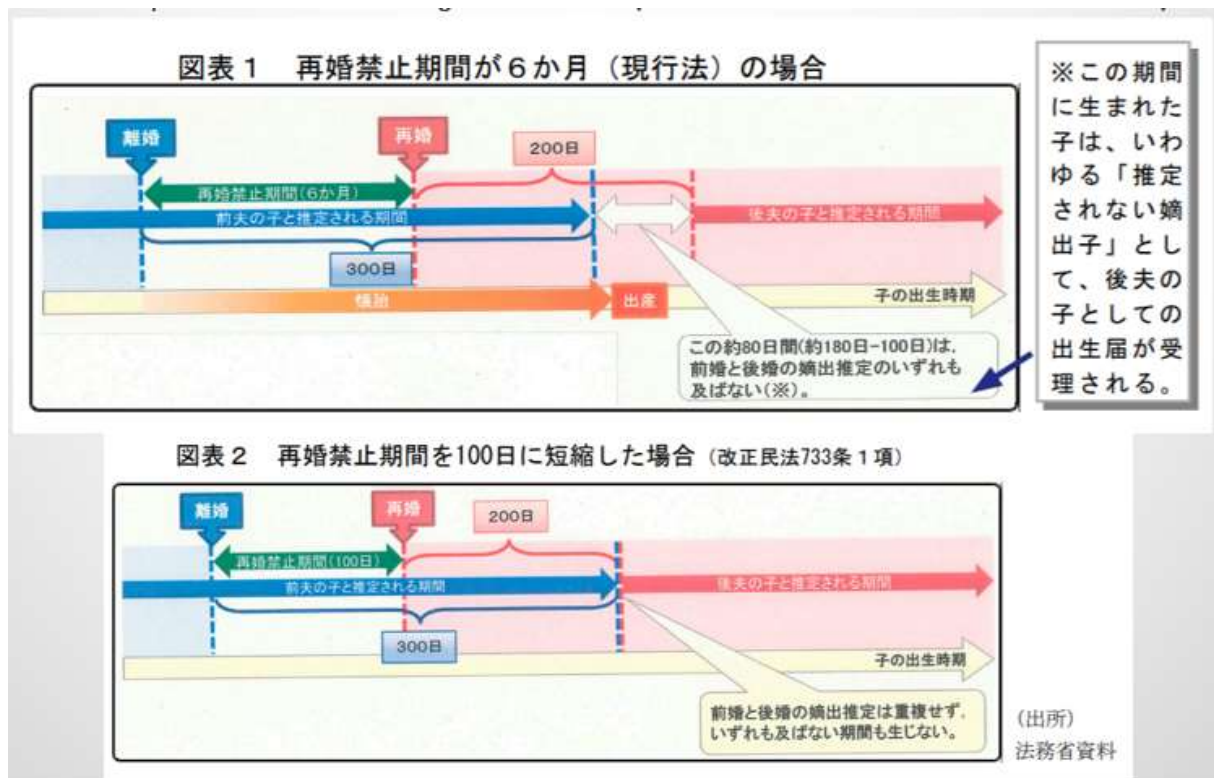 図表１　再婚禁止期間が６か月（現行法）の場合
離婚
再婚
200日
再婚禁止期間(6か月)
前夫の子と推定される期間
後夫の子と推定される期間
300日
懐胎
出産
子の出生時期
この約80日間(約180日-100日)は、
前婚と後婚の嫡出推定のいずれも
及ばない(※)。
※この期間
に生まれた
子は、いわ
ゆる「推定
されない嫡
出子」とし
て、後夫の
子としての
出生届が受
理される。
図表２　再婚禁止期間を100日に短縮した場合（改正民法733条１項）
離婚
再婚
200日
再婚禁止期間(100日)
前夫の子と推定される期間
後夫の子と推定される期間
300日
子の出生時期
前婚と後婚の嫡出推定は重複せず、
いずれも及ばない期間も生じない。
（出所）
法務省資料